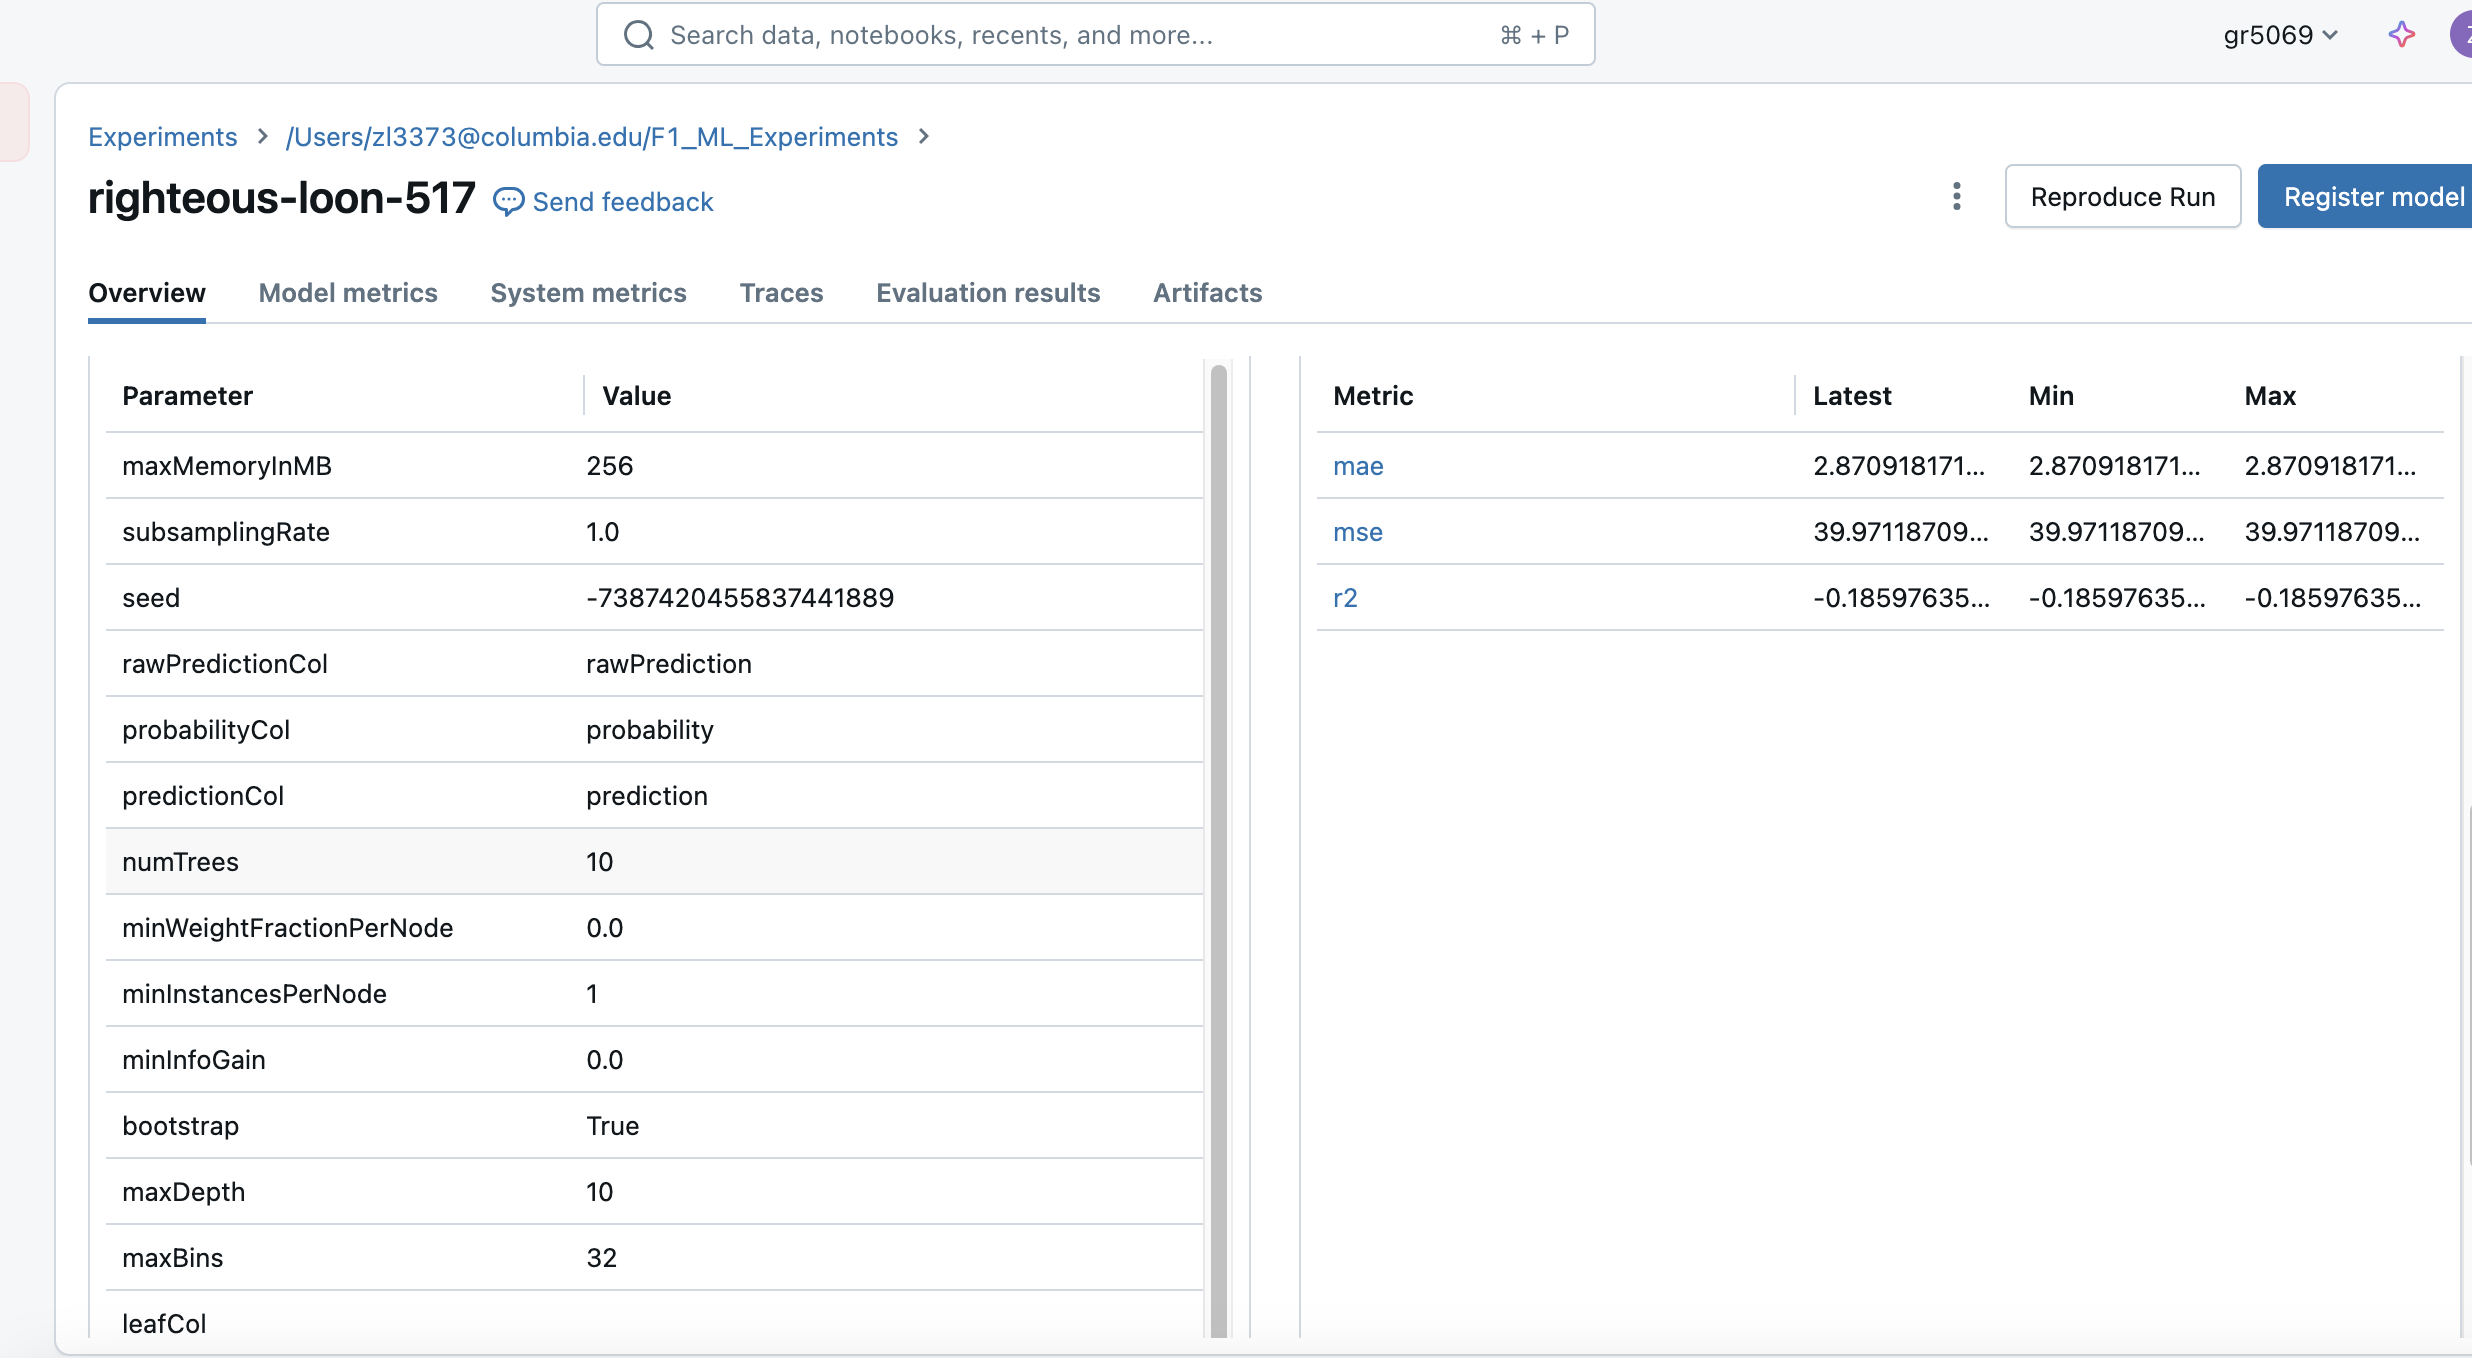 Search data, notebooks, recents, and more... ⌘ + P
gr5069
Experiments > /Users/zl3373@columbia.edu/F1_ML_Experiments >
righteous-loon-517 Send feedback
Reproduce Run
Register model
Overview Model metrics System metrics Traces Evaluation results Artifacts
Parameter Value
maxMemoryInMB 256
subsamplingRate 1.0
seed -7387420455837441889
rawPredictionCol rawPrediction
probabilityCol probability
predictionCol prediction
numTrees 10
minWeightFractionPerNode 0.0
minInstancesPerNode 1
minInfoGain 0.0
bootstrap True
maxDepth 10
maxBins 32
leafCol
Metric Latest Min Max
mae 2.870918171... 2.870918171... 2.870918171...
mse 39.97118709... 39.97118709... 39.97118709...
r2 -0.18597635... -0.18597635... -0.18597635...